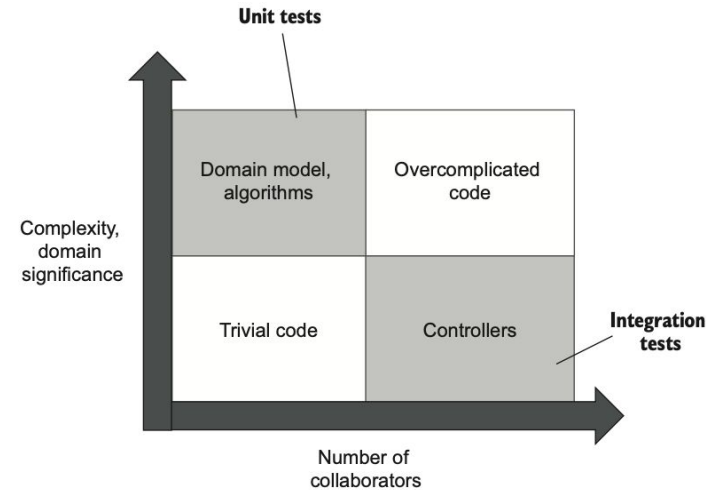 Unit tests
Domain model,
algorithms
Overcomplicated
code
Complexity,
domain
significance
Trivial code
Controllers
Integration
tests
Number of
collaborators